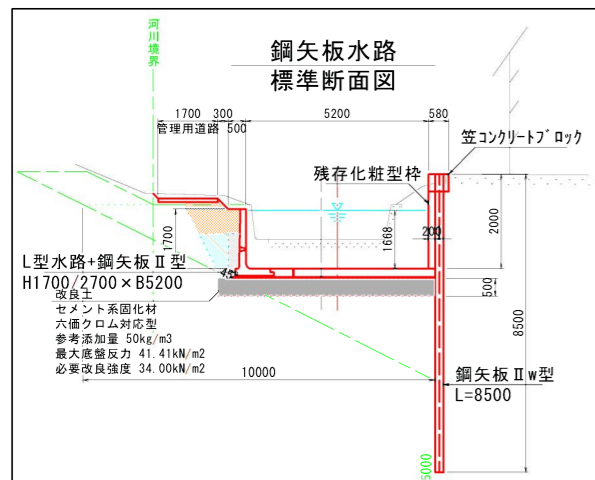 河川境界
鋼矢板水路
標準断面図
1700
300
5200
580
管理用道路
500
笠コンクリートブロック
残存化粧型枠
1700
1668
200
2000
L型水路+鋼矢板Ⅱ型
H1700/2700×B5200
500
改良土
セメント系固化材
六価クロム対応型
参考添加量 50kg/m3
最大底盤反力 41.41kN/m2
必要改良強度 34.00kN/m2
8500
10000
鋼矢板Ⅱw型
L=8500
5000